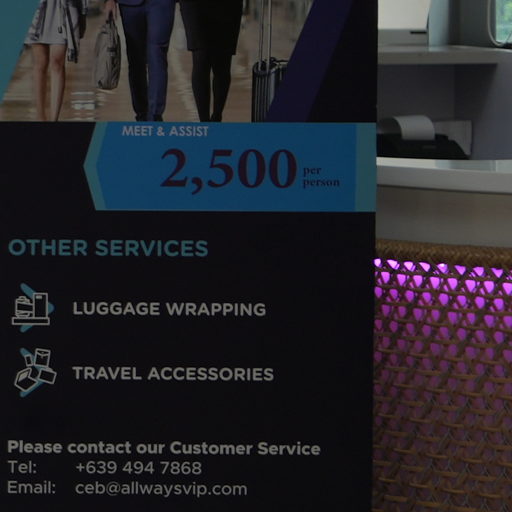 MEET & ASSIST
2,500 per person
OTHER SERVICES
LUGGAGE WRAPPING
TRAVEL ACCESSORIES
Please contact our Customer Service
Tel: +639 494 7868
Email: ceb@allwaysvip.com